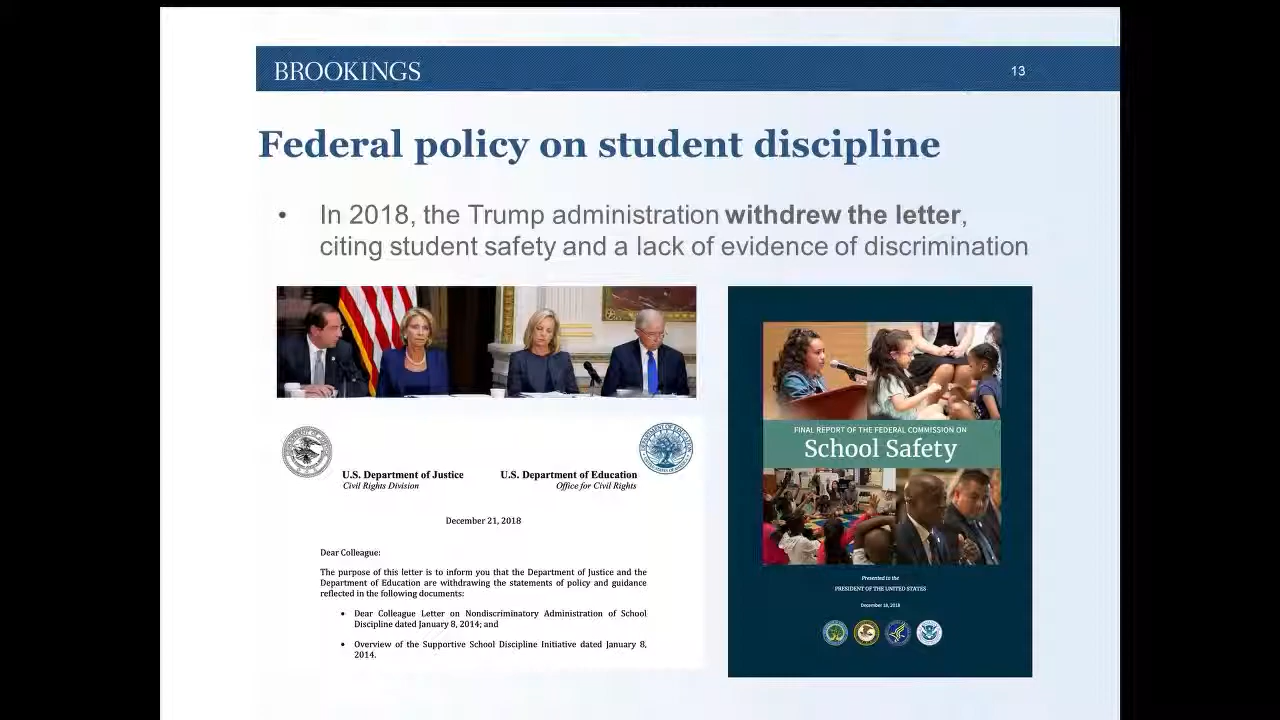 BROOKINGS
13
Federal policy on student discipline
• In 2018, the Trump administration withdrew the letter,
citing student safety and a lack of evidence of discrimination
U.S. Department of Justice
Civil Rights Division
U.S. Department of Education
Office for Civil Rights
December 21, 2018
Dear Colleague:
The purpose of this letter is to inform you that the Department of Justice and the
Department of Education are withdrawing the statements of policy and guidance
reflected in the following documents:
• Dear Colleague Letter on Nondiscriminatory Administration of School
Discipline dated January 8, 2014; and
• Overview of the Supportive School Discipline Initiative dated January 8,
2014.
FINAL REPORT OF THE FEDERAL COMMISSION ON
School Safety
Presented to the
PRESIDENT OF THE UNITED STATES
December 18, 2018